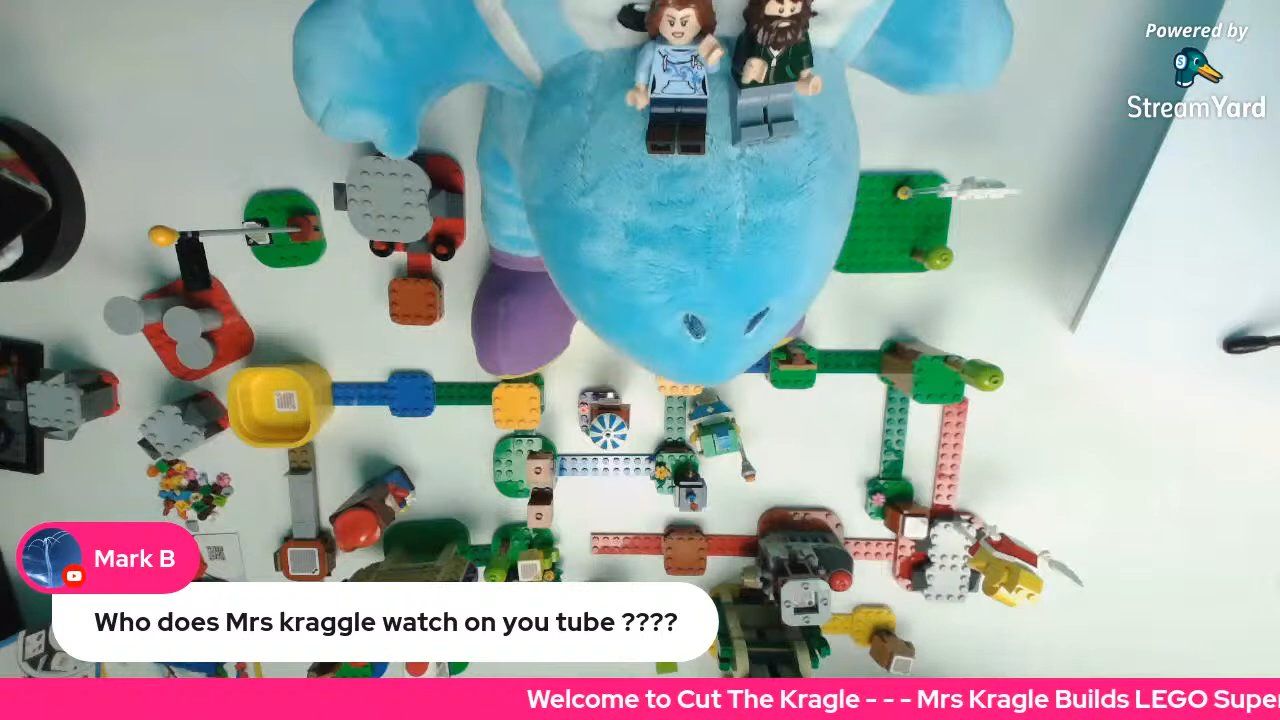 Powered by
StreamYard
Mark B
Who does Mrs kraggle watch on you tube ????
Welcome to Cut The Kragle - - - Mrs Kragle Builds LEGO Super